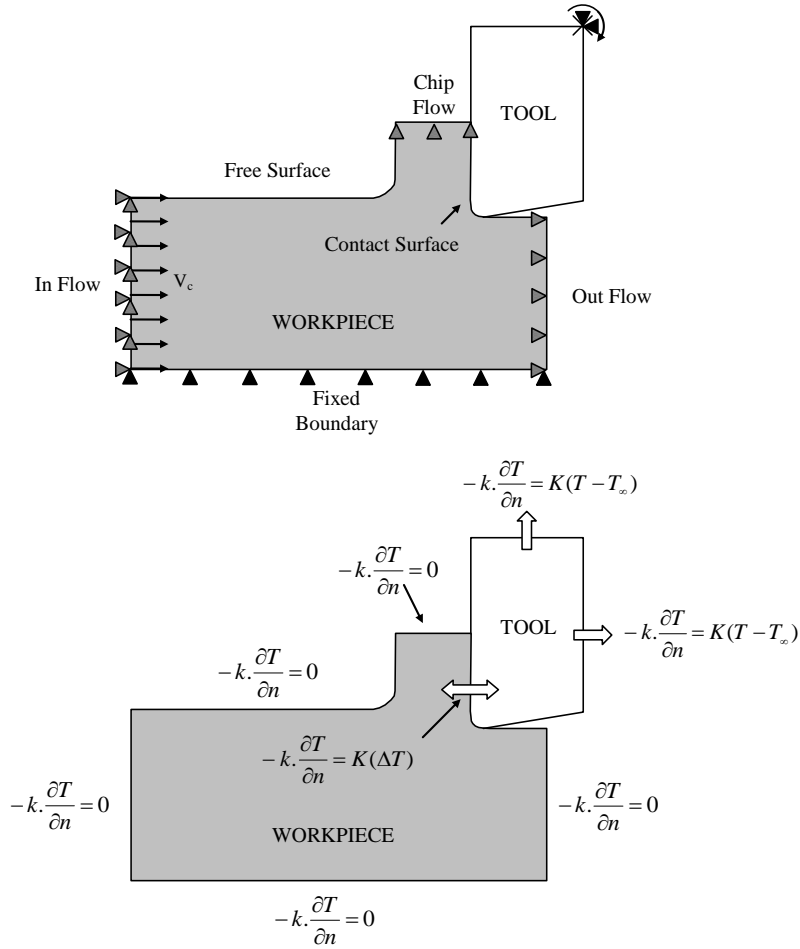 Chip
Flow
TOOL
Free Surface
Contact Surface
In Flow
V_c
Out Flow
WORKPIECE
Fixed
Boundary
-k.∂T/∂n = K(T - T_∞)
-k.∂T/∂n = 0
TOOL
-k.∂T/∂n = K(T - T_∞)
-k.∂T/∂n = 0
-k.∂T/∂n = K(ΔT)
-k.∂T/∂n = 0
-k.∂T/∂n = 0
WORKPIECE
-k.∂T/∂n = 0